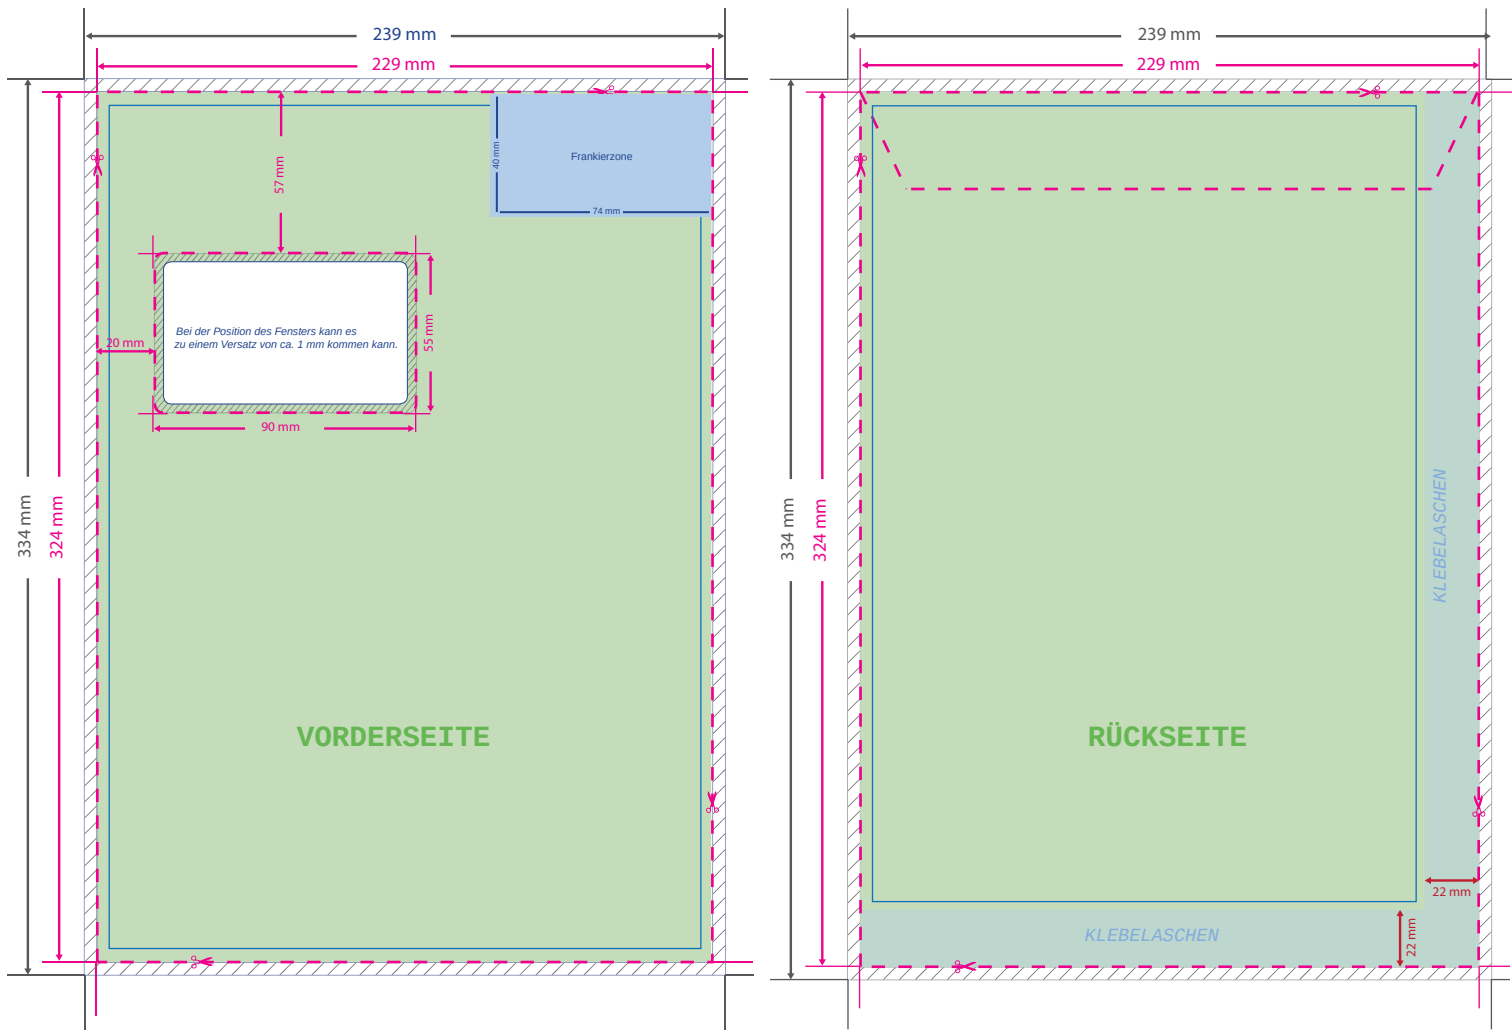 239 mm
229 mm
334 mm
324 mm
57 mm
40 mm
Frankierzone
74 mm
Bei der Position des Fensters kann es
zu einem Versatz von ca. 1 mm kommen kann.
20 mm
55 mm
90 mm
VORDERSEITE
239 mm
229 mm
334 mm
324 mm
KLEBELASCHEN
RÜCKSEITE
22 mm
22 mm
KLEBELASCHEN